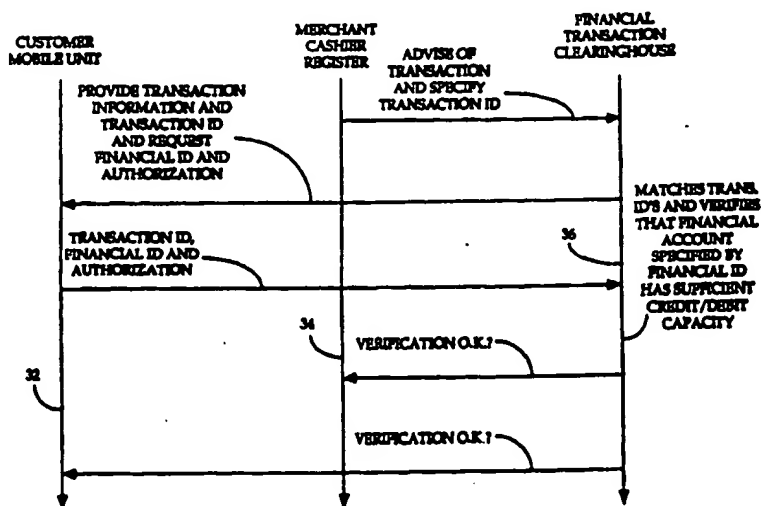 CUSTOMER
MOBILE UNIT
MERCHANT
CASHIER
REGISTER
FINANCIAL
TRANSACTION
CLEARINGHOUSE
ADVISE OF
TRANSACTION
AND SPECIFY
TRANSACTION ID
PROVIDE TRANSACTION
INFORMATION AND
TRANSACTION ID
AND REQUEST
FINANCIAL ID AND
AUTHORIZATION
MATCHES TRANS.
ID'S AND VERIFIES
THAT FINANCIAL
ACCOUNT
SPECIFIED BY
FINANCIAL ID
HAS SUFFICIENT
CREDIT/DEBIT
CAPACITY
36
TRANSACTION ID,
FINANCIAL ID AND
AUTHORIZATION
34
VERIFICATION O.K.?
32
VERIFICATION O.K.?